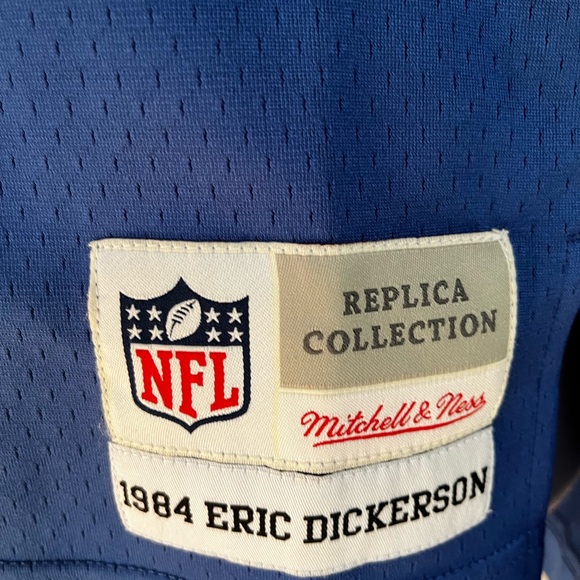 NFL
REPLICA
COLLECTION
Mitchell & Ness
1984 ERIC DICKERSON